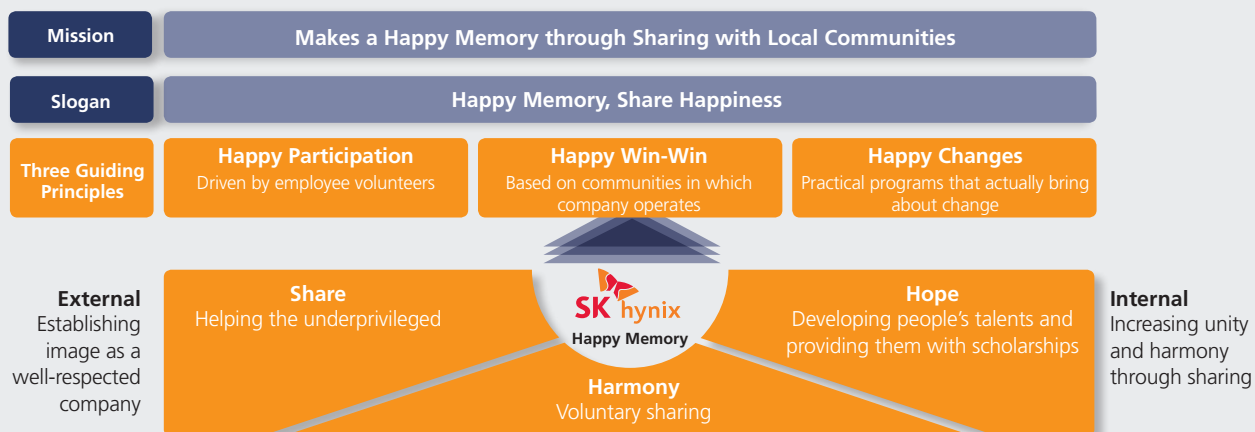 Mission
Makes a Happy Memory through Sharing with Local Communities
Slogan
Happy Memory, Share Happiness
Three Guiding
Principles
Happy Participation
Driven by employee volunteers
Happy Win-Win
Based on communities in which
company operates
Happy Changes
Practical programs that actually bring
about change
External
Establishing
image as a
well-respected
company
Share
Helping the underprivileged
SK hynix
Happy Memory
Harmony
Voluntary sharing
Hope
Developing people’s talents and
providing them with scholarships
Internal
Increasing unity
and harmony
through sharing